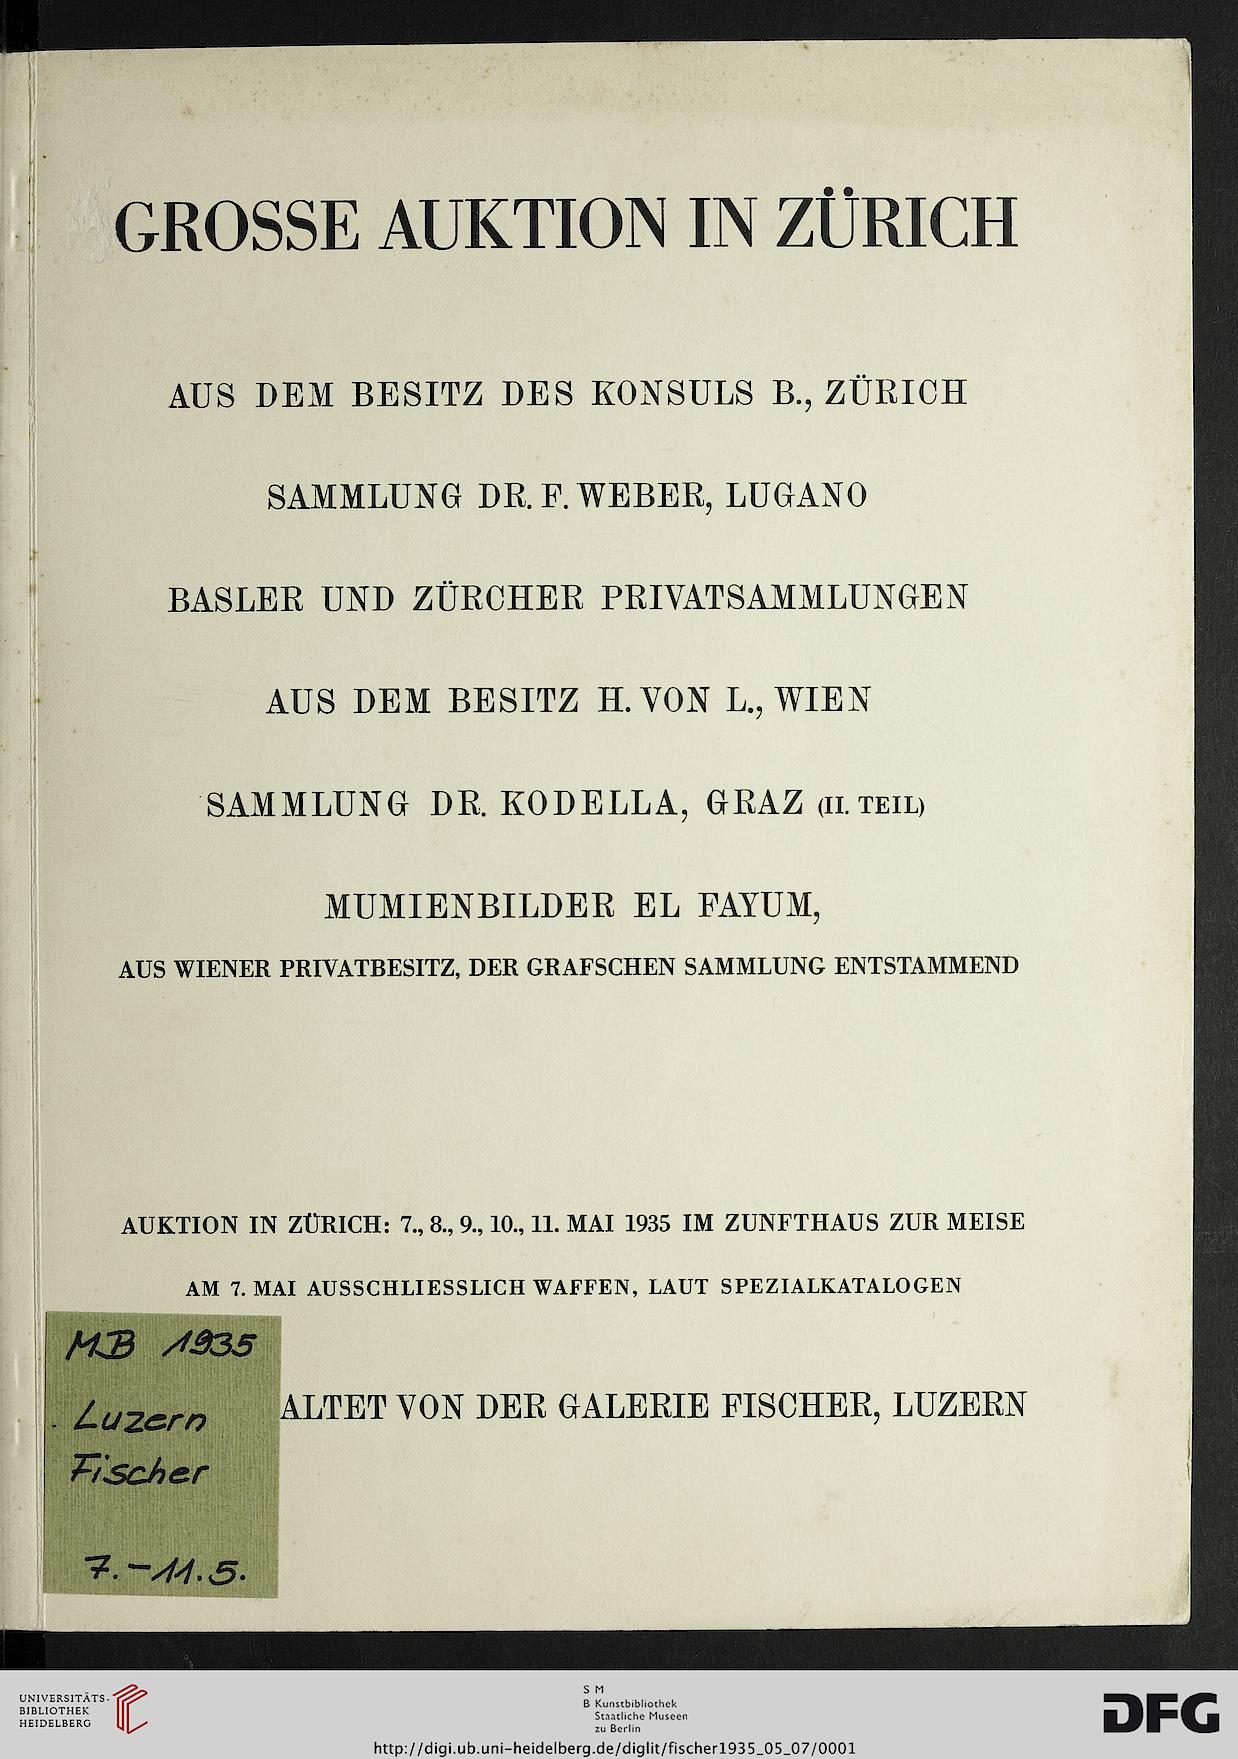 GROSSE AUKTION IN ZÜRICH
AUS DEM BESITZ DES KONSULS B., ZÜRICH
SAMMLUNG DR. F. WEBER, LUGANO
BASLER UND ZÜRCHER PRIVATSAMMLUNGEN
AUS DEM BESITZ H. VON L., WIEN
SAMMLUNG DR. KODELLA, GRAZ (II. TEIL)
MUMIENBILDER EL FAYUM,
AUS WIENER PRIVATBESITZ, DER GRAFSCHEN SAMMLUNG ENTSTAMMEND
AUKTION IN ZÜRICH: 7., 8., 9., 10., 11. MAI 1935 IM ZUNFTHAUS ZUR MEISE
AM 7. MAI AUSSCHLIESSLICH WAFFEN, LAUT SPEZIALKATALOGEN
ALTET VON DER GALERIE FISCHER, LUZERN
MB 1935
Luzern
Fischer
7.-11.5.
UNIVERSITÄTS-
BIBLIOTHEK
HEIDELBERG
S M
B Kunstbibliothek
Staatliche Museen
zu Berlin
DFG
http://digi.ub.uni-heidelberg.de/diglit/fischer1935_05_07/0001